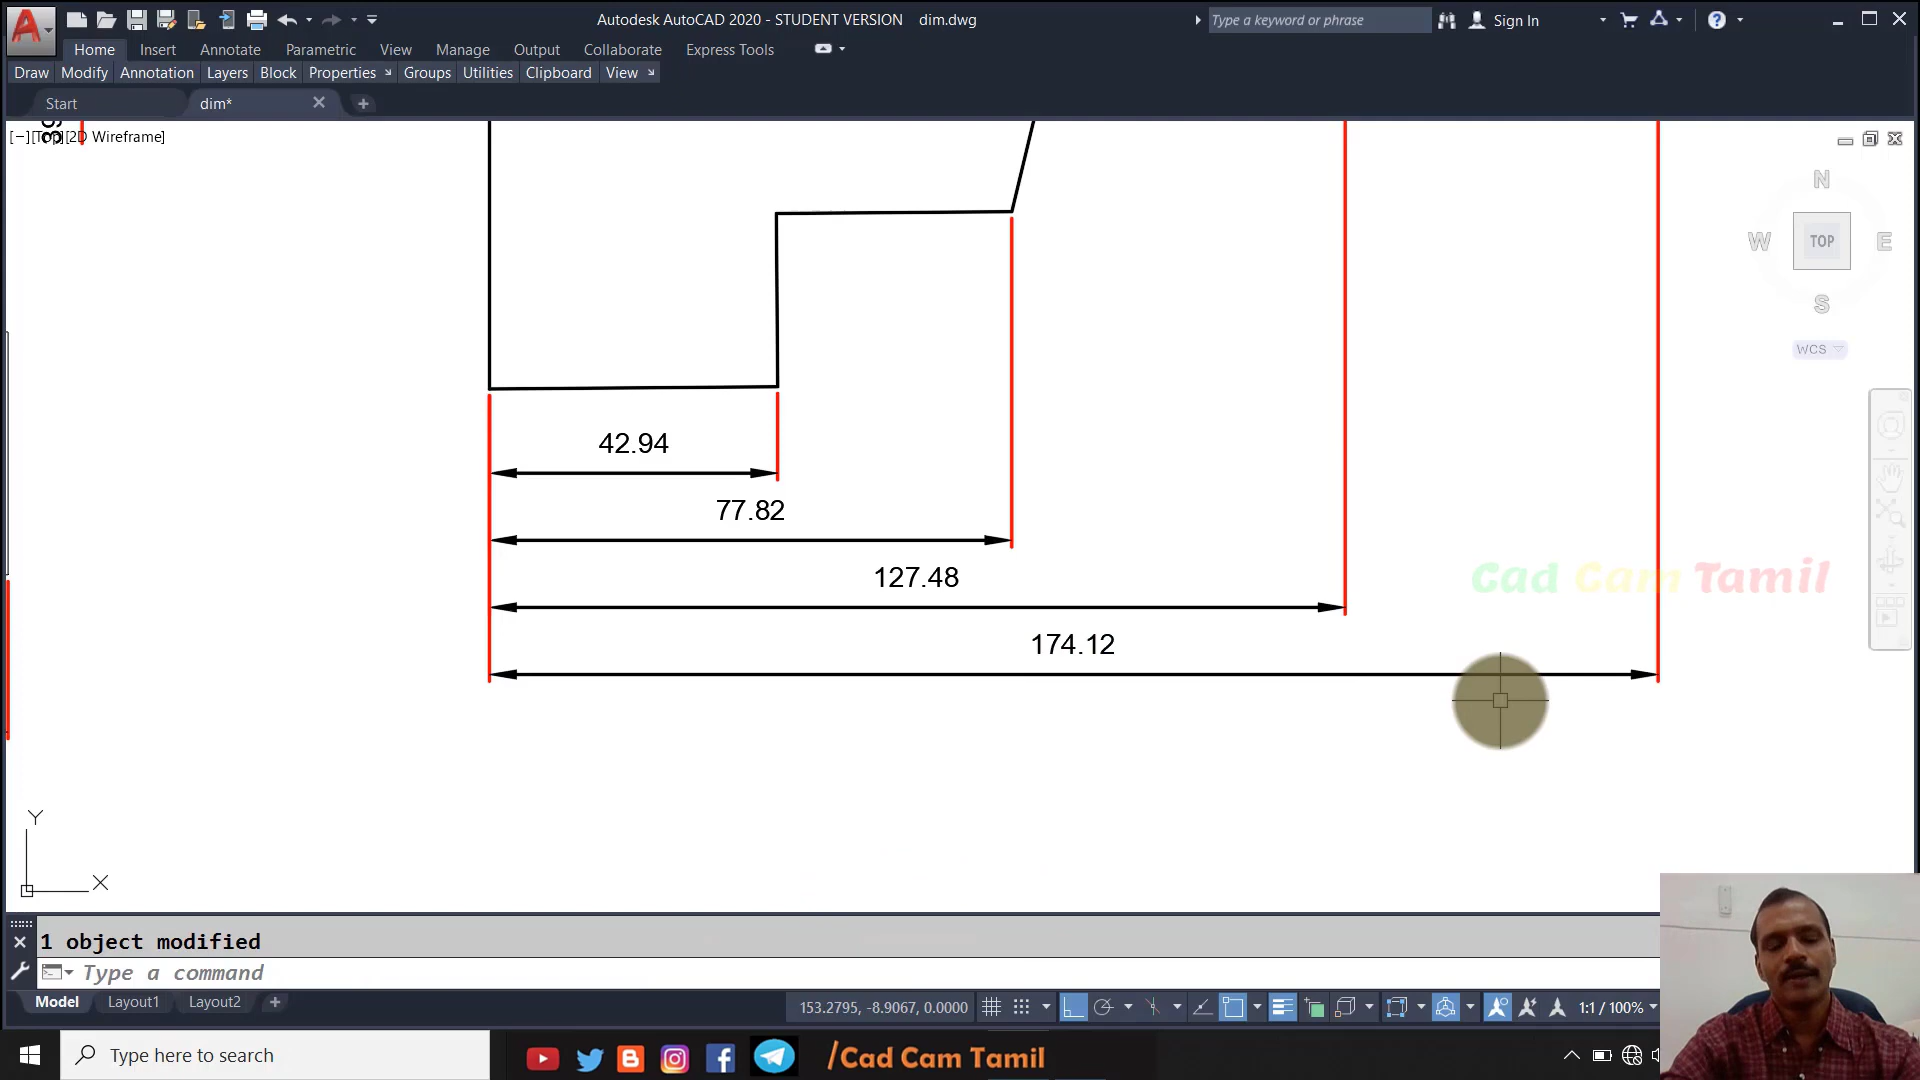 Autodesk AutoCAD 2020 - STUDENT VERSION dim.dwg
Type a keyword or phrase
Sign In
Home Insert Annotate Parametric View Manage Output Collaborate Express Tools
Draw Modify Annotation Layers Block Properties Groups Utilities Clipboard View
Start dim*
39
[−][Top][2D Wireframe]
N
W TOP E
S
WCS
42.94
77.82
127.48
Cad Cam Tamil
174.12
Y
X
1 object modified
Type a command
Model Layout1 Layout2 +
153.2795, -8.9067, 0.0000
1:1 / 100%
Type here to search
/Cad Cam Tamil